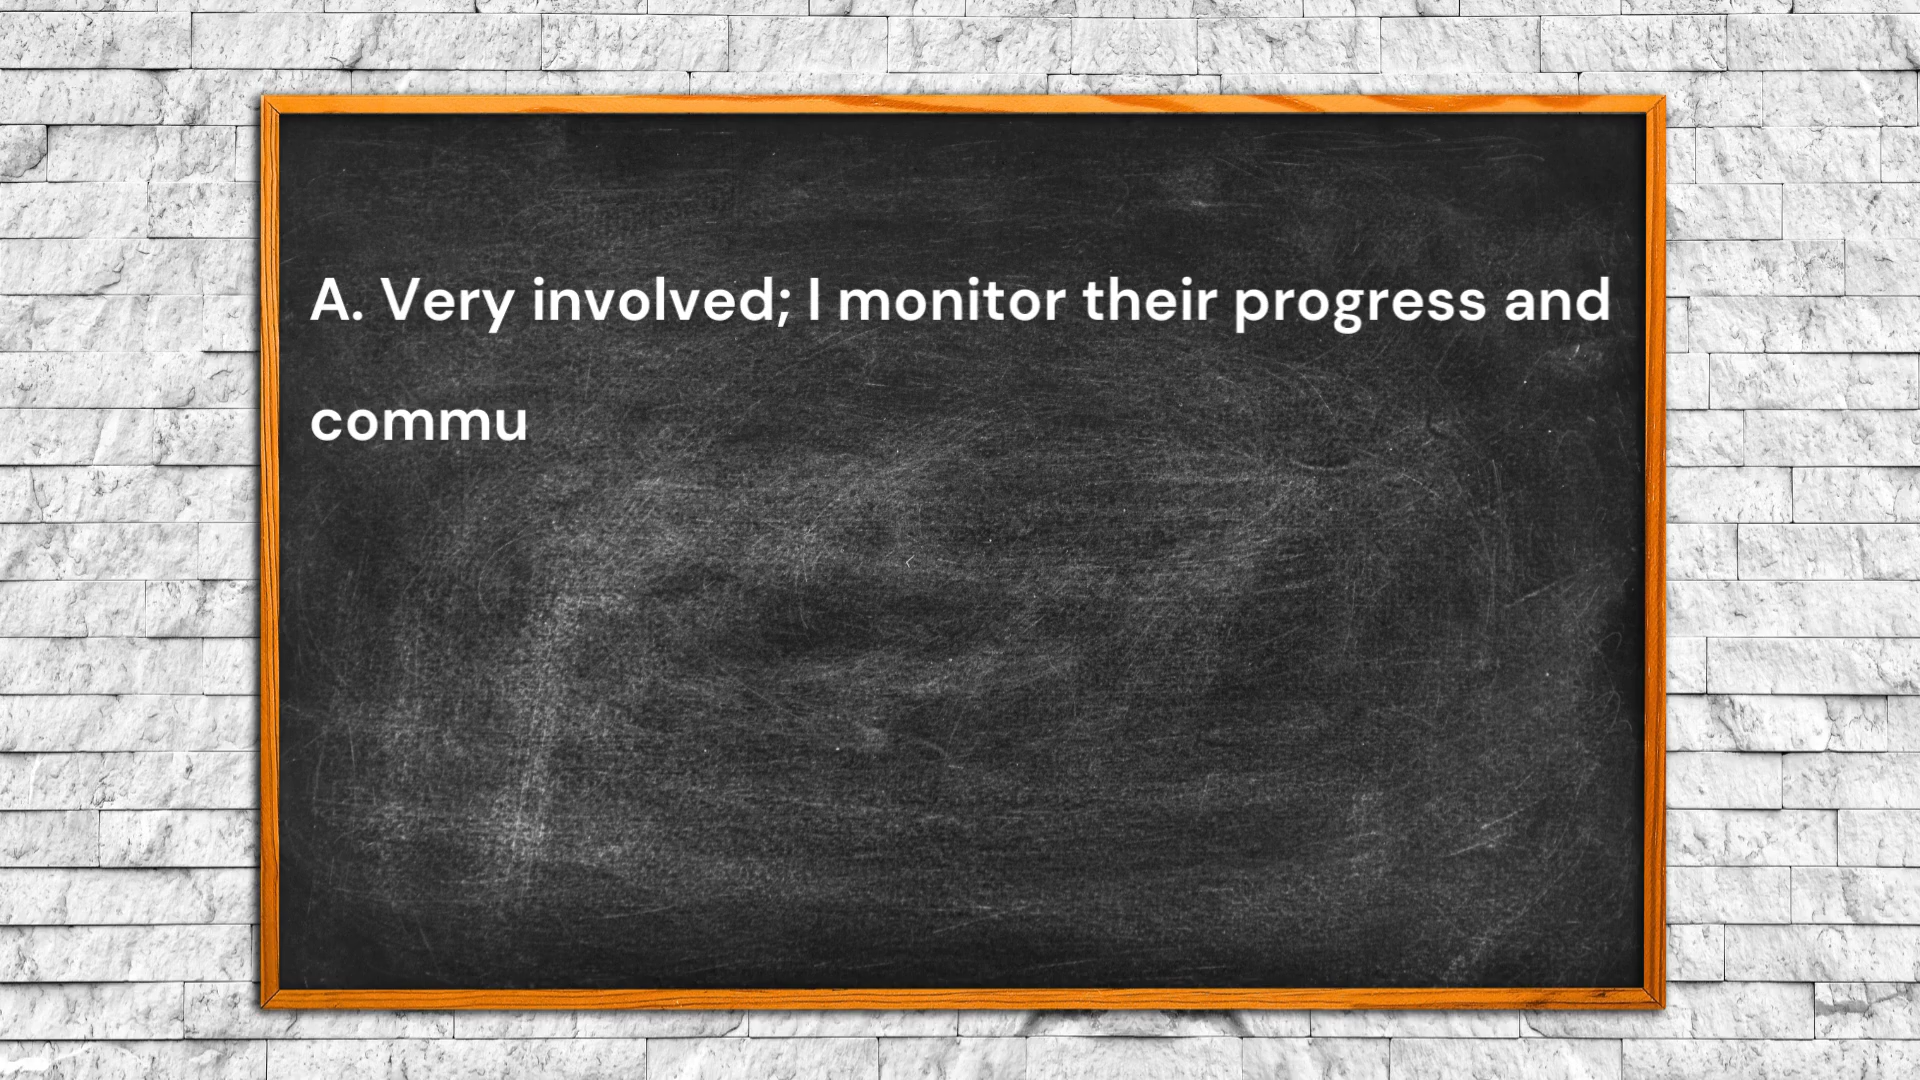 A. Very involved; I monitor their progress and
commu